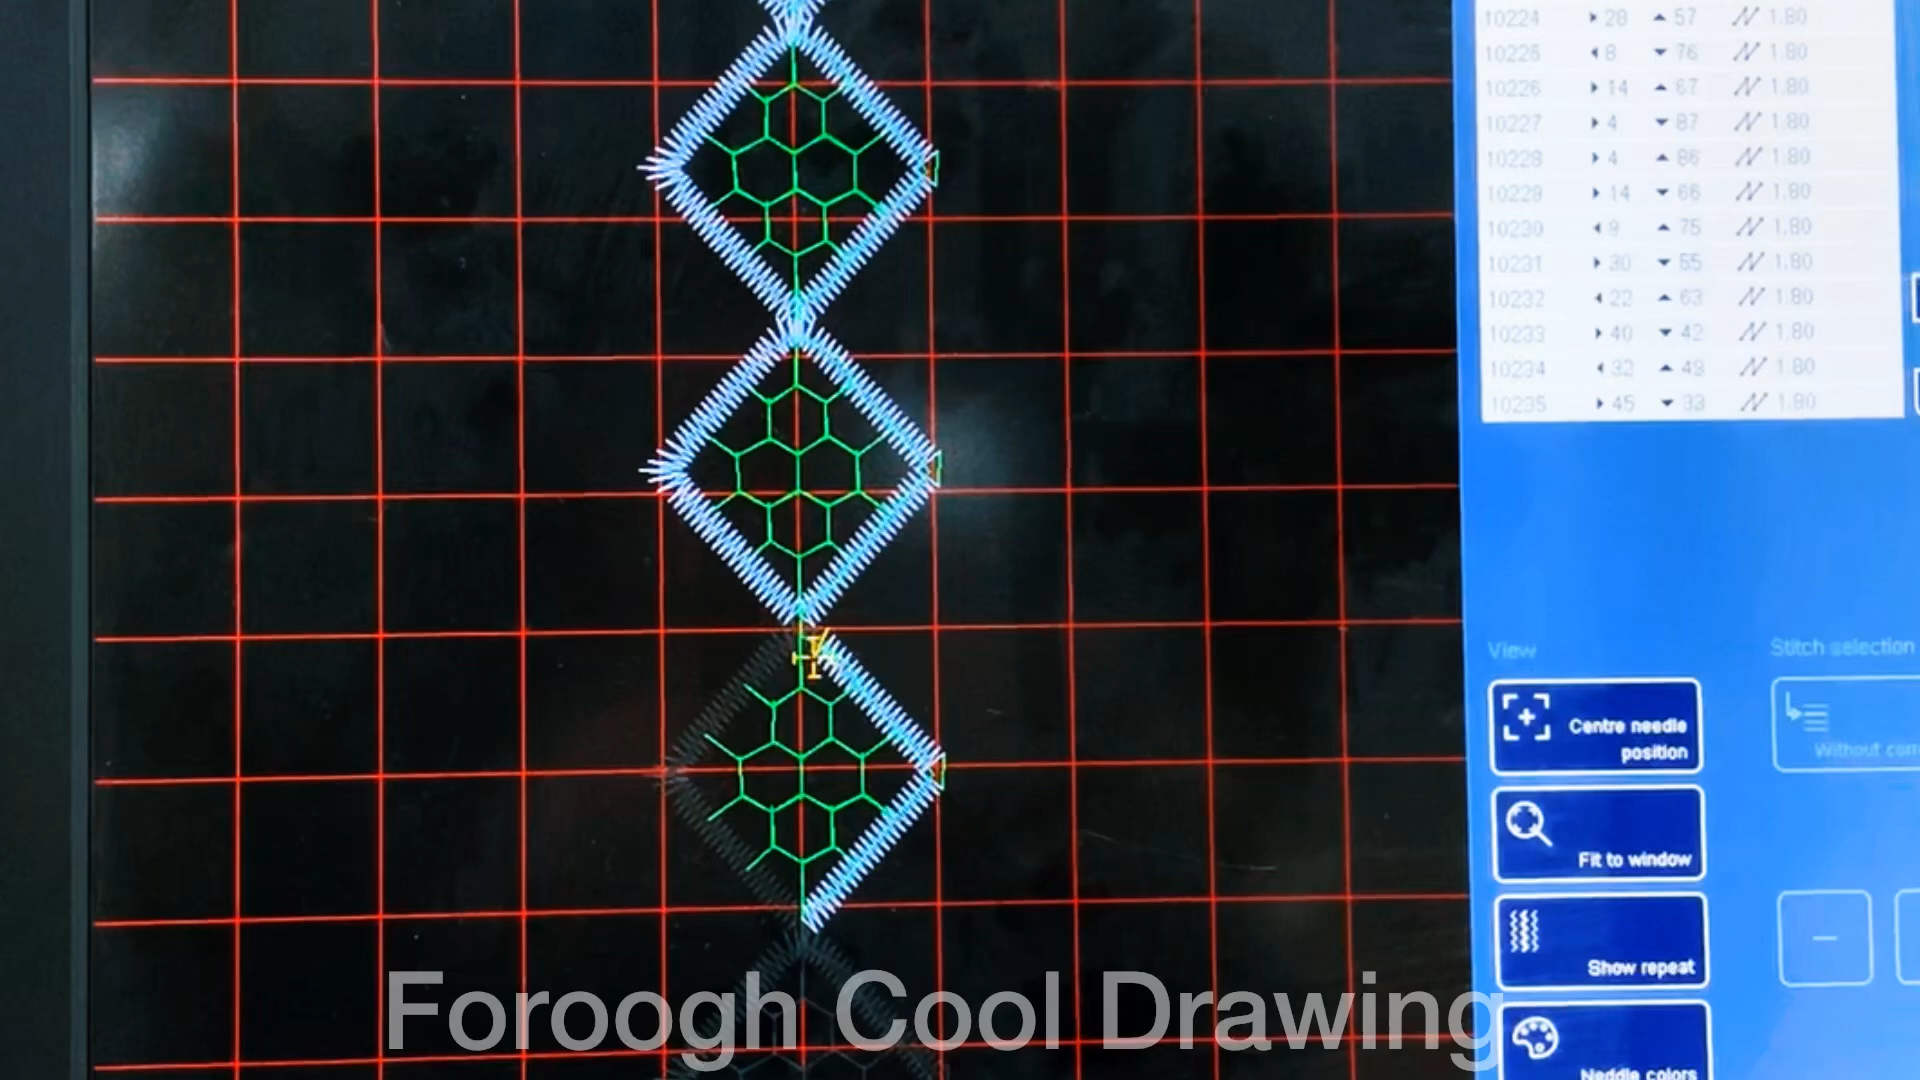 10224 ▸ 28 ▴ 57 N 1.80
10225 ◂ 8 ▾ 76 N 1.80
10226 ▸ 14 ▴ 67 N 1.80
10227 ▸ 4 ▾ 87 N 1.80
10228 ▸ 4 ▴ 86 N 1.80
10229 ▸ 14 ▾ 66 N 1.80
10230 ◂ 9 ▴ 75 N 1.80
10231 ▸ 30 ▾ 55 N 1.80
10232 ◂ 22 ▴ 63 N 1.80
10233 ▸ 40 ▾ 42 N 1.80
10234 ◂ 32 ▴ 49 N 1.80
10235 ▸ 45 ▾ 33 N 1.80
View
Stitch selection
Centre needle
position
Without corr
Fit to window
Show repeat
Neddle colors
Foroogh Cool Drawing